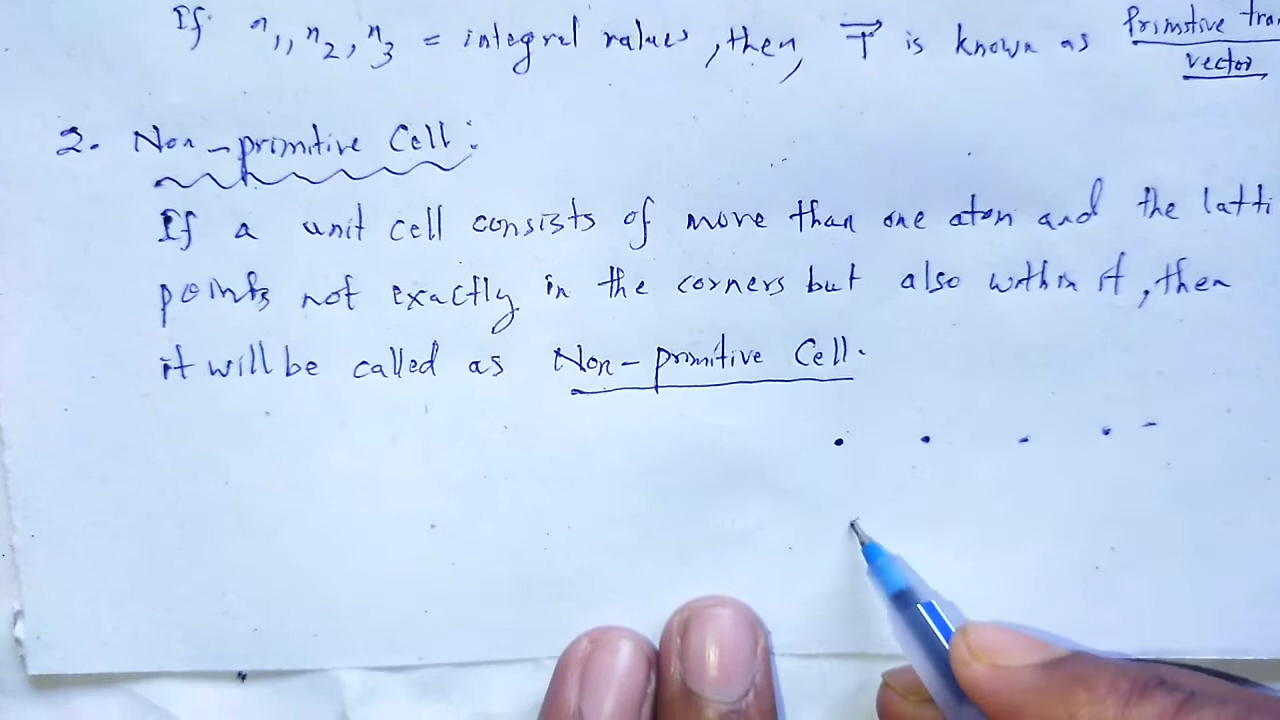 If n1, n2, n3 = integral values, then, T is known as Primitive tra
vector
2. Non-primitive Cell:
If a unit cell consists of more than one atom and the latti
points not exactly in the corners but also within it, then
it will be called as Non-primitive Cell.